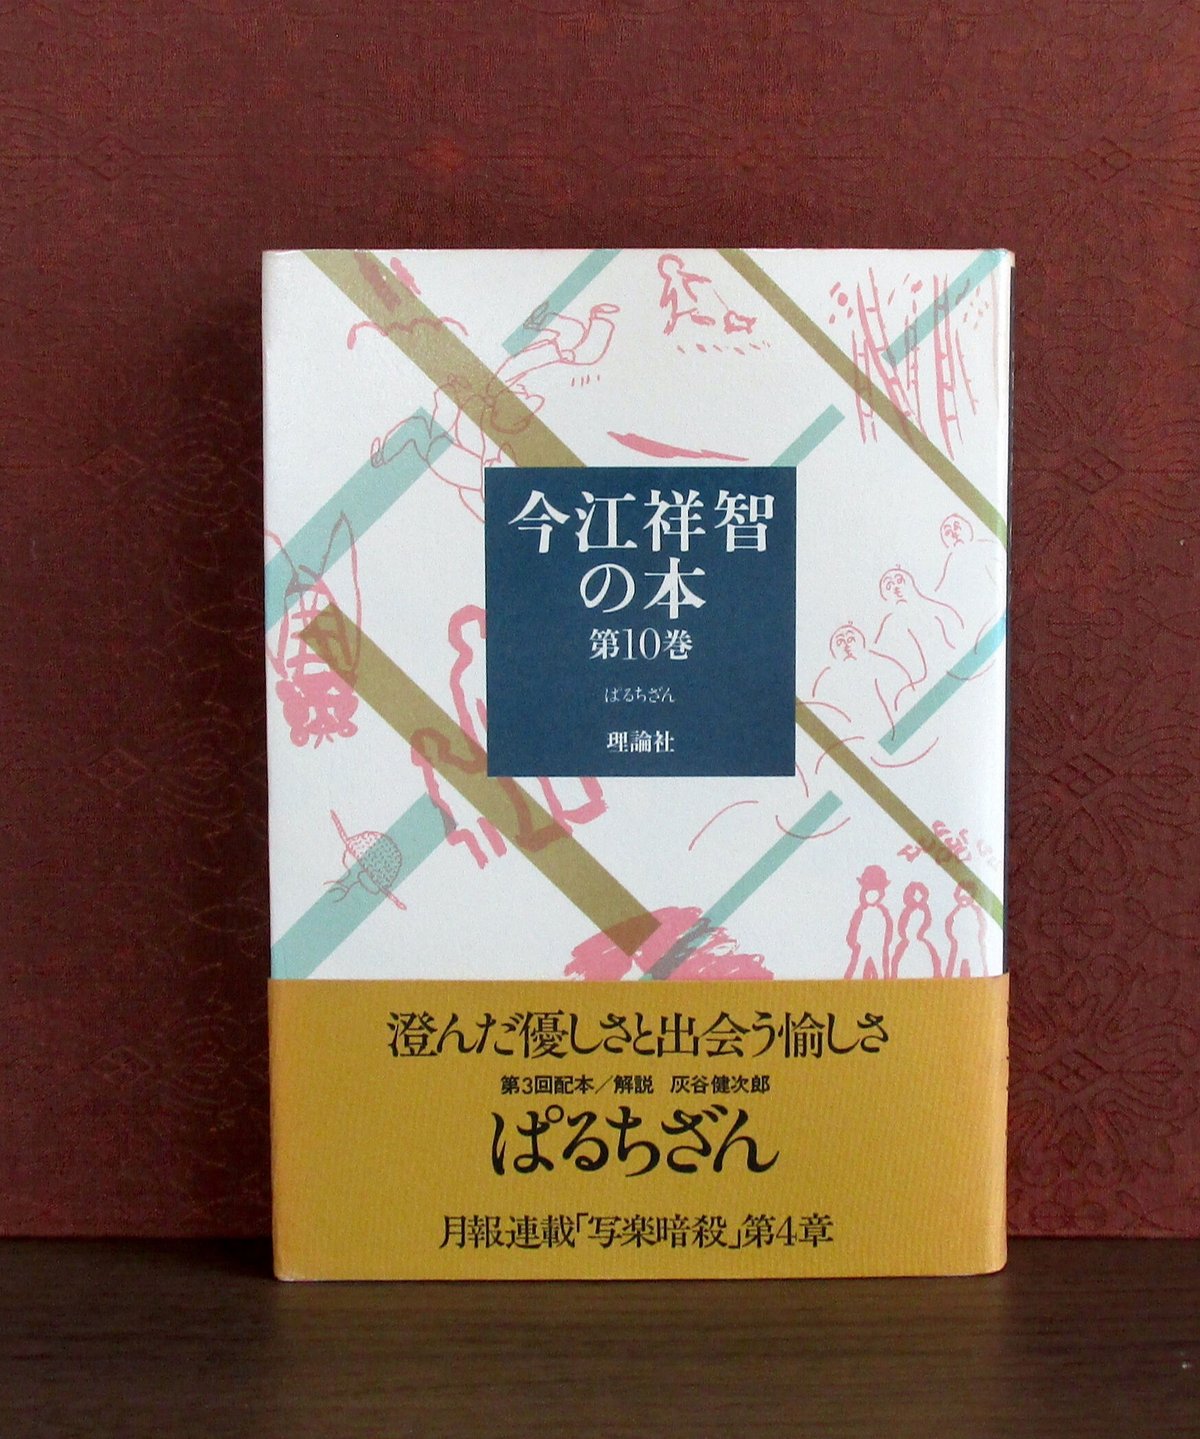 今江祥智
の本
第10巻
ぱるちざん
理論社
澄んだ優しさと出会う愉しさ
第3回配本／解説 灰谷健次郎
ぱるちざん
月報連載「写楽暗殺」第4章